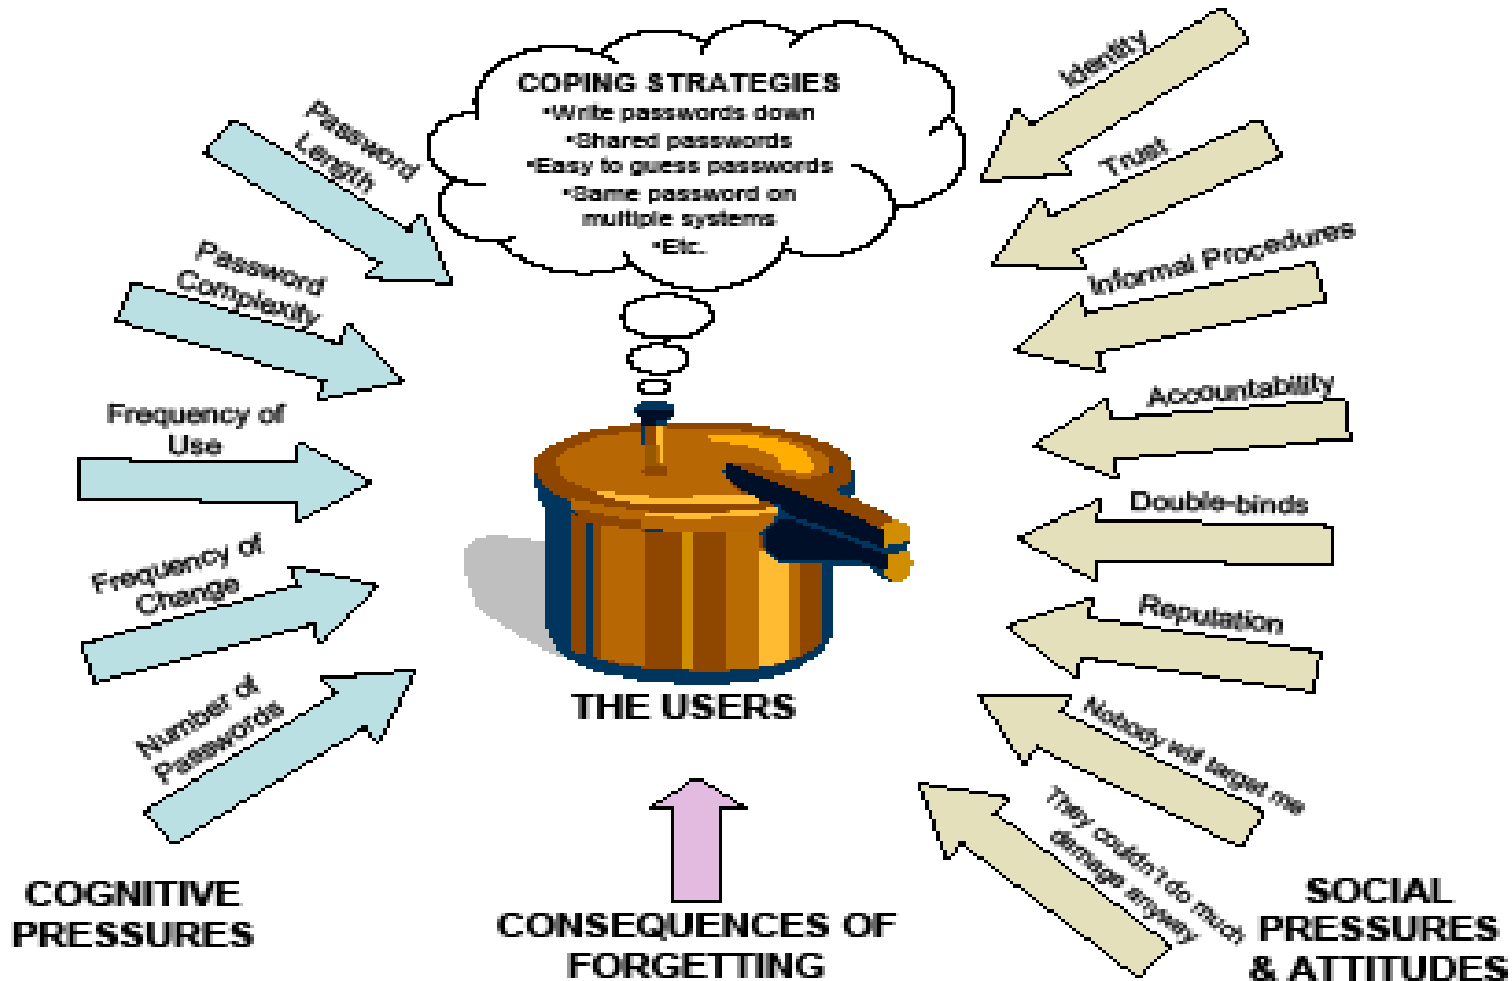 COPING STRATEGIES
•Write passwords down
•Shared passwords
•Easy to guess passwords
•Same password on
multiple systems
•Etc.
Password
Length
Password
Complexity
Frequency of
Use
Frequency of
Change
Number of
Passwords
COGNITIVE
PRESSURES
THE USERS
CONSEQUENCES OF
FORGETTING
Identity
Trust
Informal Procedures
Accountability
Double-binds
Reputation
Nobody will target me
They couldn't do much
damage anyway
SOCIAL
PRESSURES
& ATTITUDES